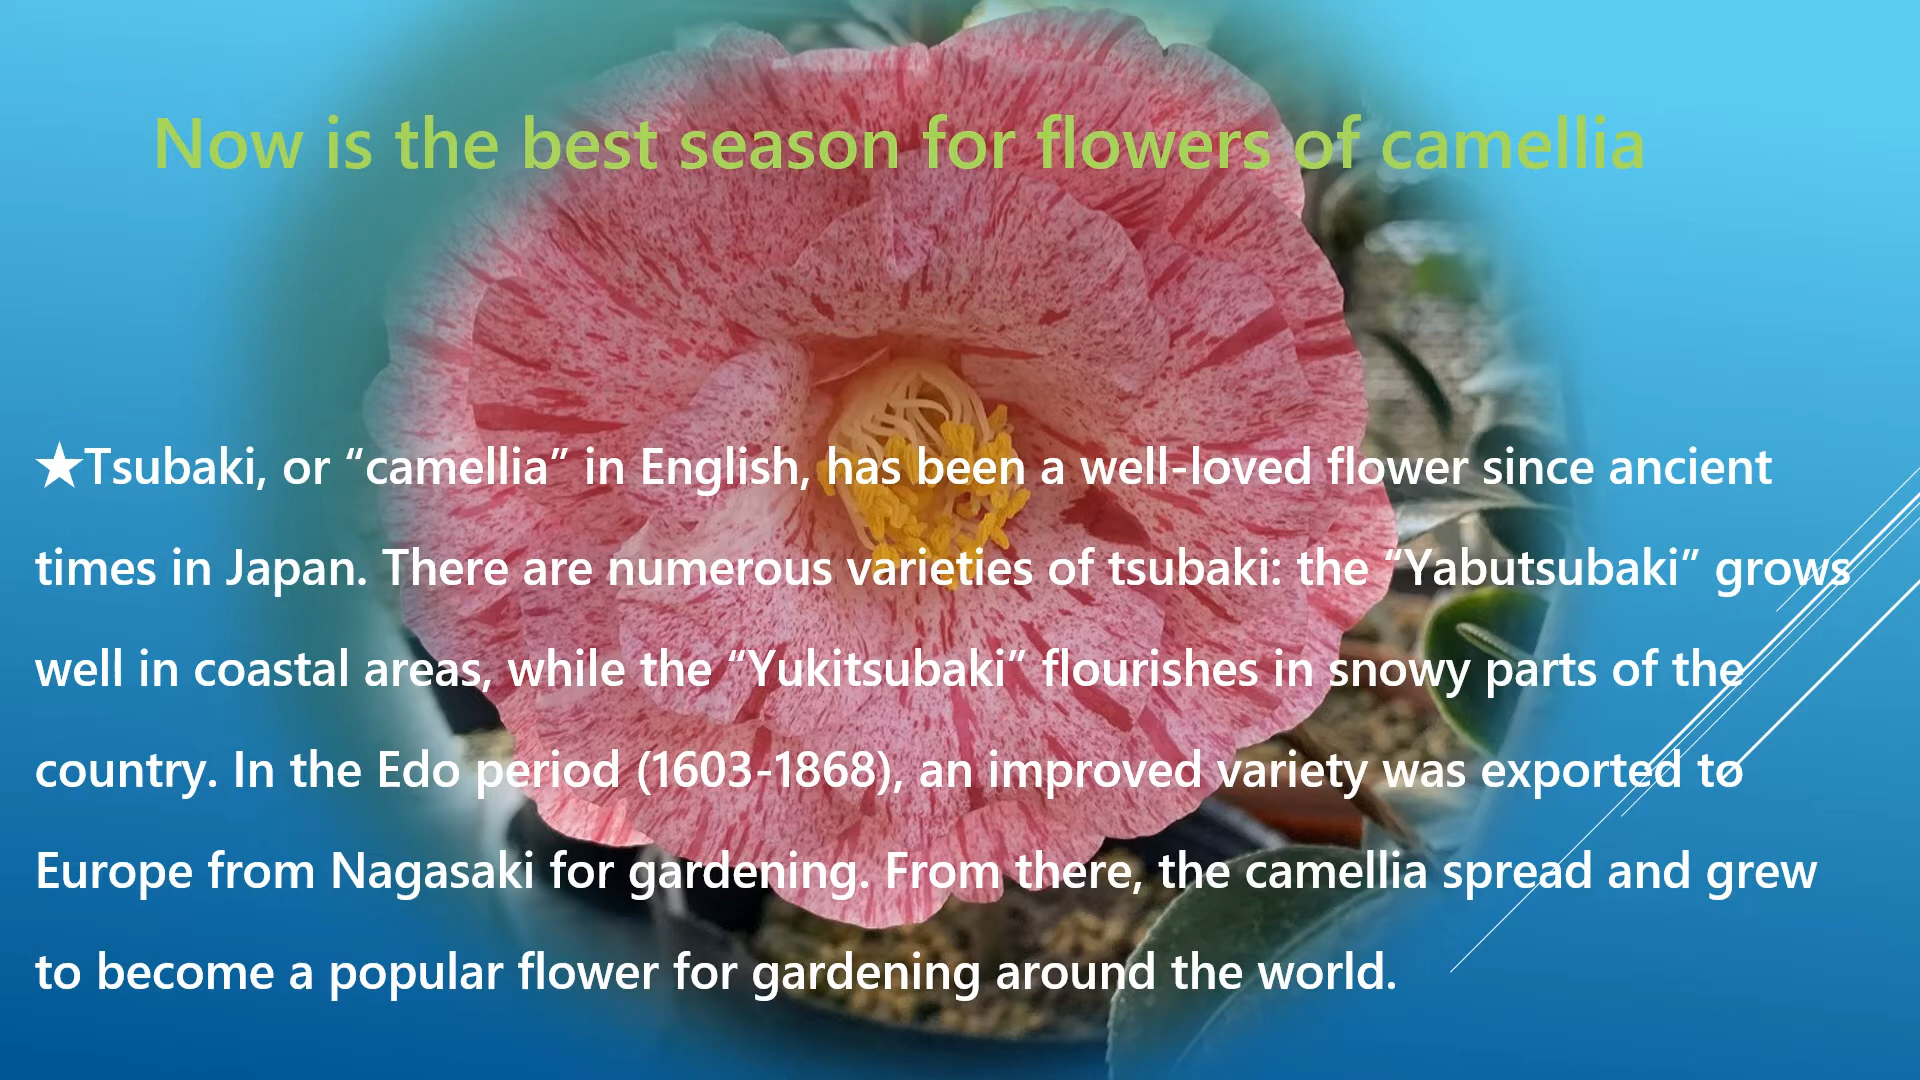 Now is the best season for flowers of camellia
★Tsubaki, or “camellia” in English, has been a well-loved flower since ancient
times in Japan. There are numerous varieties of tsubaki: the “Yabutsubaki” grows
well in coastal areas, while the “Yukitsubaki” flourishes in snowy parts of the
country. In the Edo period (1603-1868), an improved variety was exported to
Europe from Nagasaki for gardening. From there, the camellia spread and grew
to become a popular flower for gardening around the world.